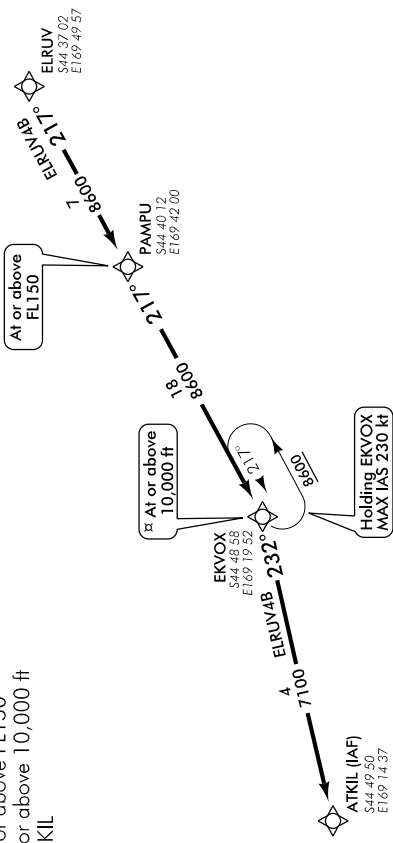 or above FL150
or above 10,000 ft
KIL
ELRUV
S44 37 02
E169 49 57
217°
ELRUV4B
7
8600
At or above
FL150
PAMPU
S44 40 12
E169 42 00
217°
18
8600
¤ At or above
10,000 ft
EKVOX
S44 48 58
E169 19 52
217°
8600
Holding EKVOX
MAX IAS 230 kt
232°
ELRUV4B
4
7100
ATKIL (IAF)
S44 49 50
E169 14 37